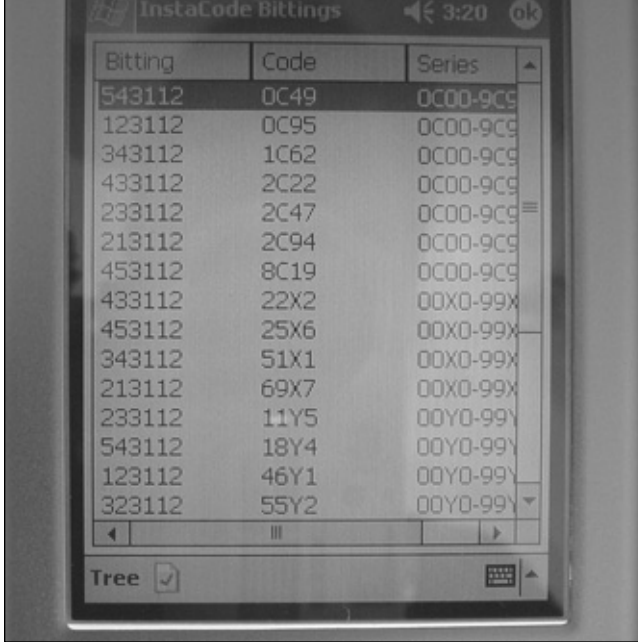 InstaCode Bittings 3:20 ok
Bitting Code Series
543112 0C49 0C00-9C9
123112 0C95 0C00-9C9
343112 1C62 0C00-9C9
433112 2C22 0C00-9C9
233112 2C47 0C00-9C9
213112 2C94 0C00-9C9
453112 8C19 0C00-9C9
433112 22X2 00X0-99X
453112 25X6 00X0-99X
343112 51X1 00X0-99X
213112 69X7 00X0-99X
233112 11Y5 00Y0-99Y
543112 18Y4 00Y0-99Y
123112 46Y1 00Y0-99Y
323112 55Y2 00Y0-99Y
Tree